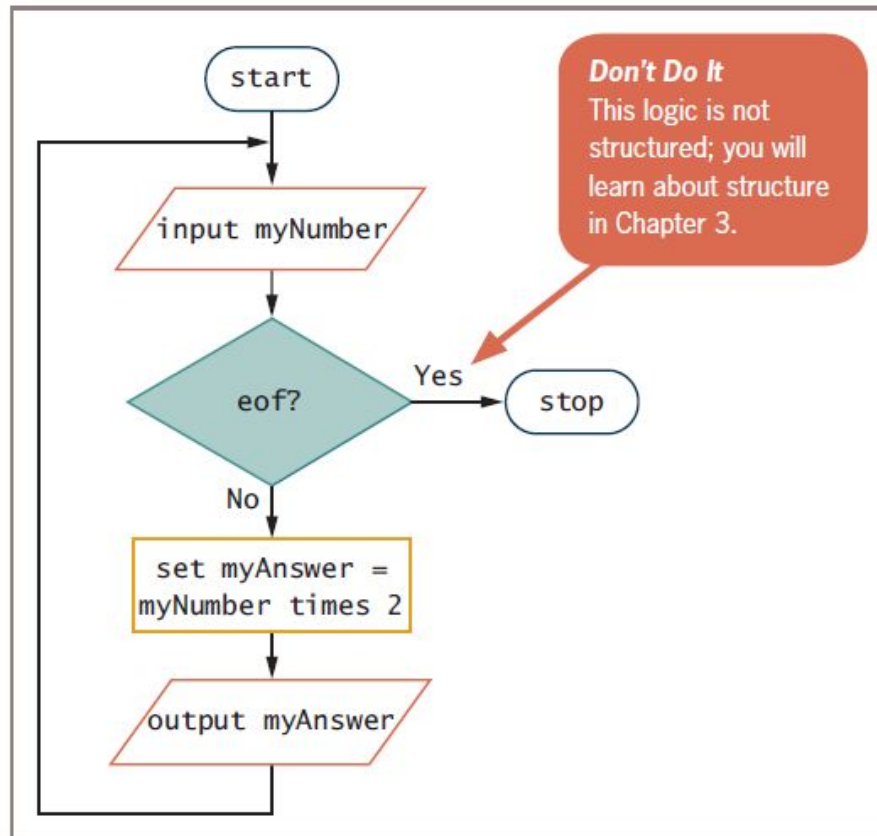 start
Don't Do It
This logic is not
structured; you will
learn about structure
in Chapter 3.
input myNumber
eof?
Yes
stop
No
set myAnswer =
myNumber times 2
output myAnswer